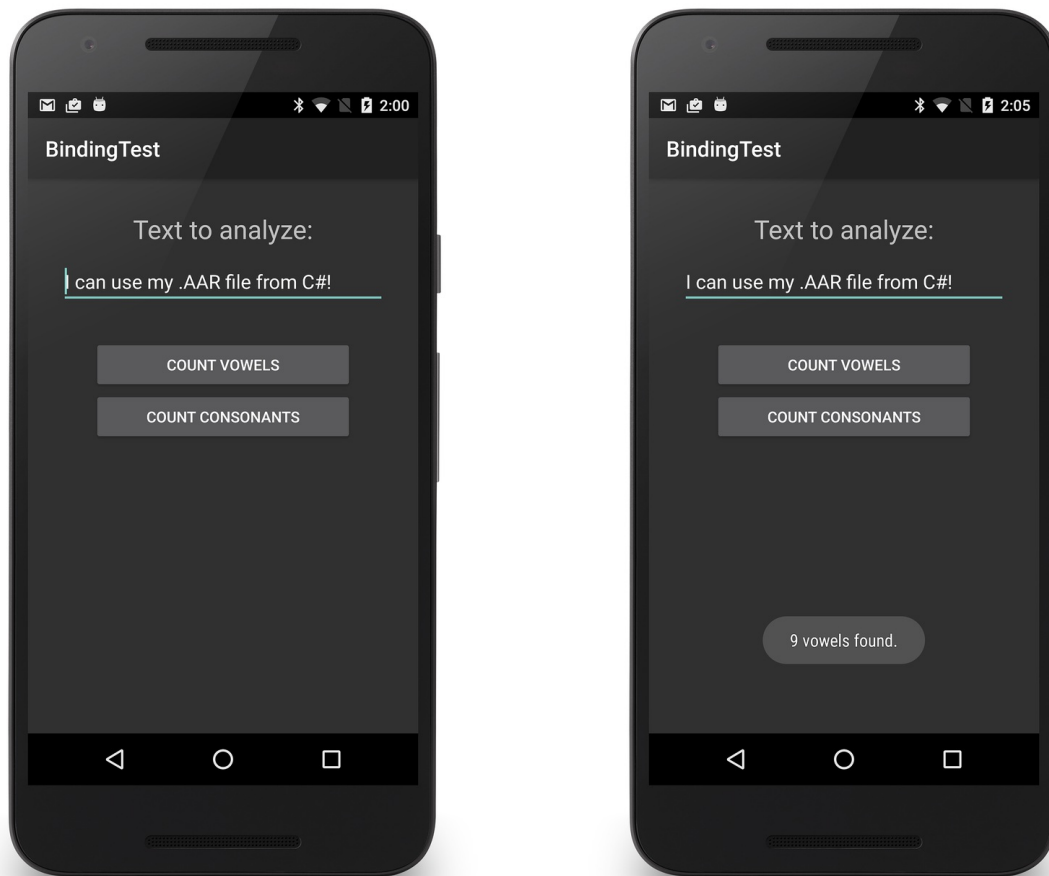 2:00
BindingTest
Text to analyze:
I can use my .AAR file from C#!
COUNT VOWELS
COUNT CONSONANTS
2:05
BindingTest
Text to analyze:
I can use my .AAR file from C#!
COUNT VOWELS
COUNT CONSONANTS
9 vowels found.